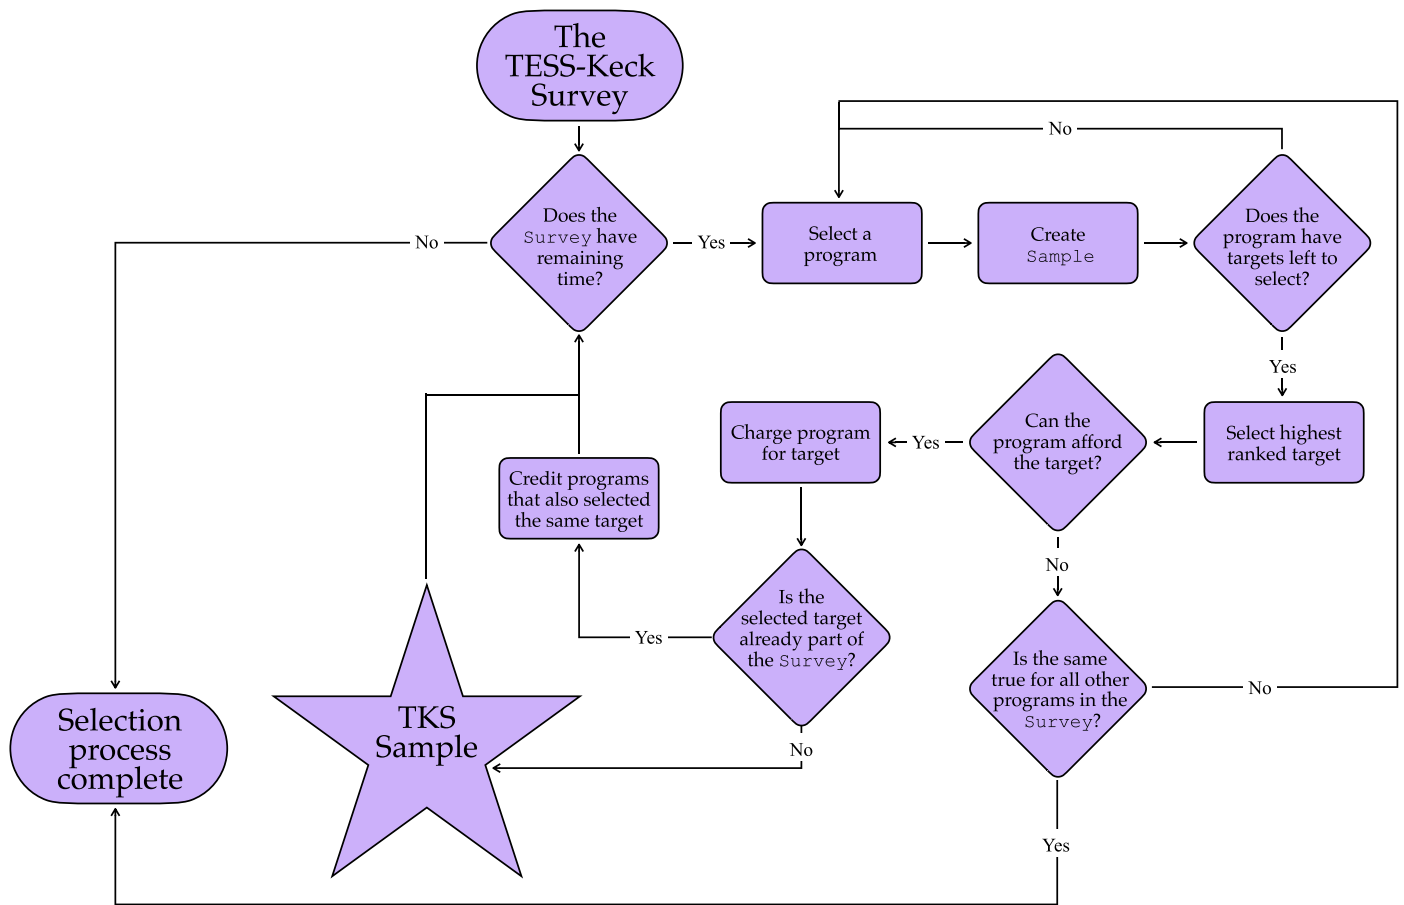 The
TESS-Keck
Survey
No
Does the
Survey have
remaining
time?
Yes
Select a
program
Create
Sample
No
Does the
program have
targets left to
select?
Yes
Select highest
ranked target
Can the
program afford
the target?
Yes
Charge program
for target
Credit programs
that also selected
the same target
No
Is the
selected target
already part of
the Survey?
Yes
No
Is the same
true for all other
programs in the
Survey?
No
Yes
TKS
Sample
Selection
process
complete